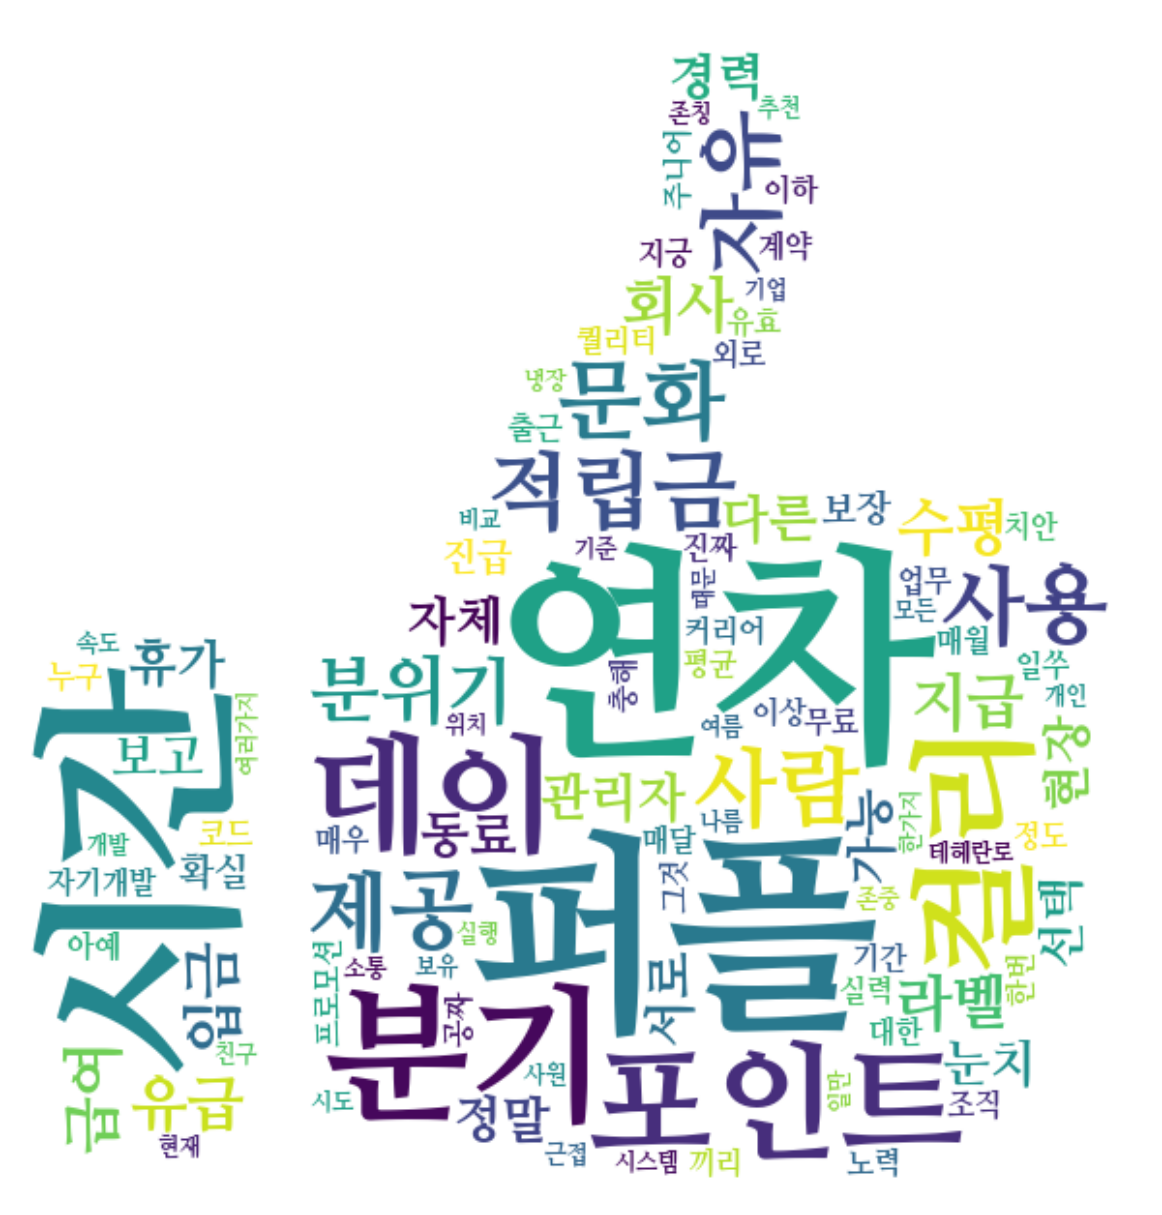 경력
존칭
추천
주니어
자유
이하
지긍
계약
회사
기업
유효
퀄리티
외로
냉장
문화
출근
적립금
비교
다른
보장
수평
치안
진급
기준
진짜
연차
때문
업무
사용
자체
커리어
모든
매월
속도
휴가
누구
분위기
충해
평균
지급
일쑤
개인
시간
여러가지
위치
여름
이상
무료
현장
보고
데이
관리자
사람
컬리
개발
코드
매우
동료
매달
나름
가능
한가지
정도
테헤란로
자기개발
확실
제공
퍼플
그것
존중
선택
아예
입금
실행
프로모션
소통
보유
서로
기간
한번
분기
공짜
실력
라벨
대한
급여
친구
유급
시도
사원
포인트
일만
눈치
조직
정말
현재
근접
시스템
끼리
노력